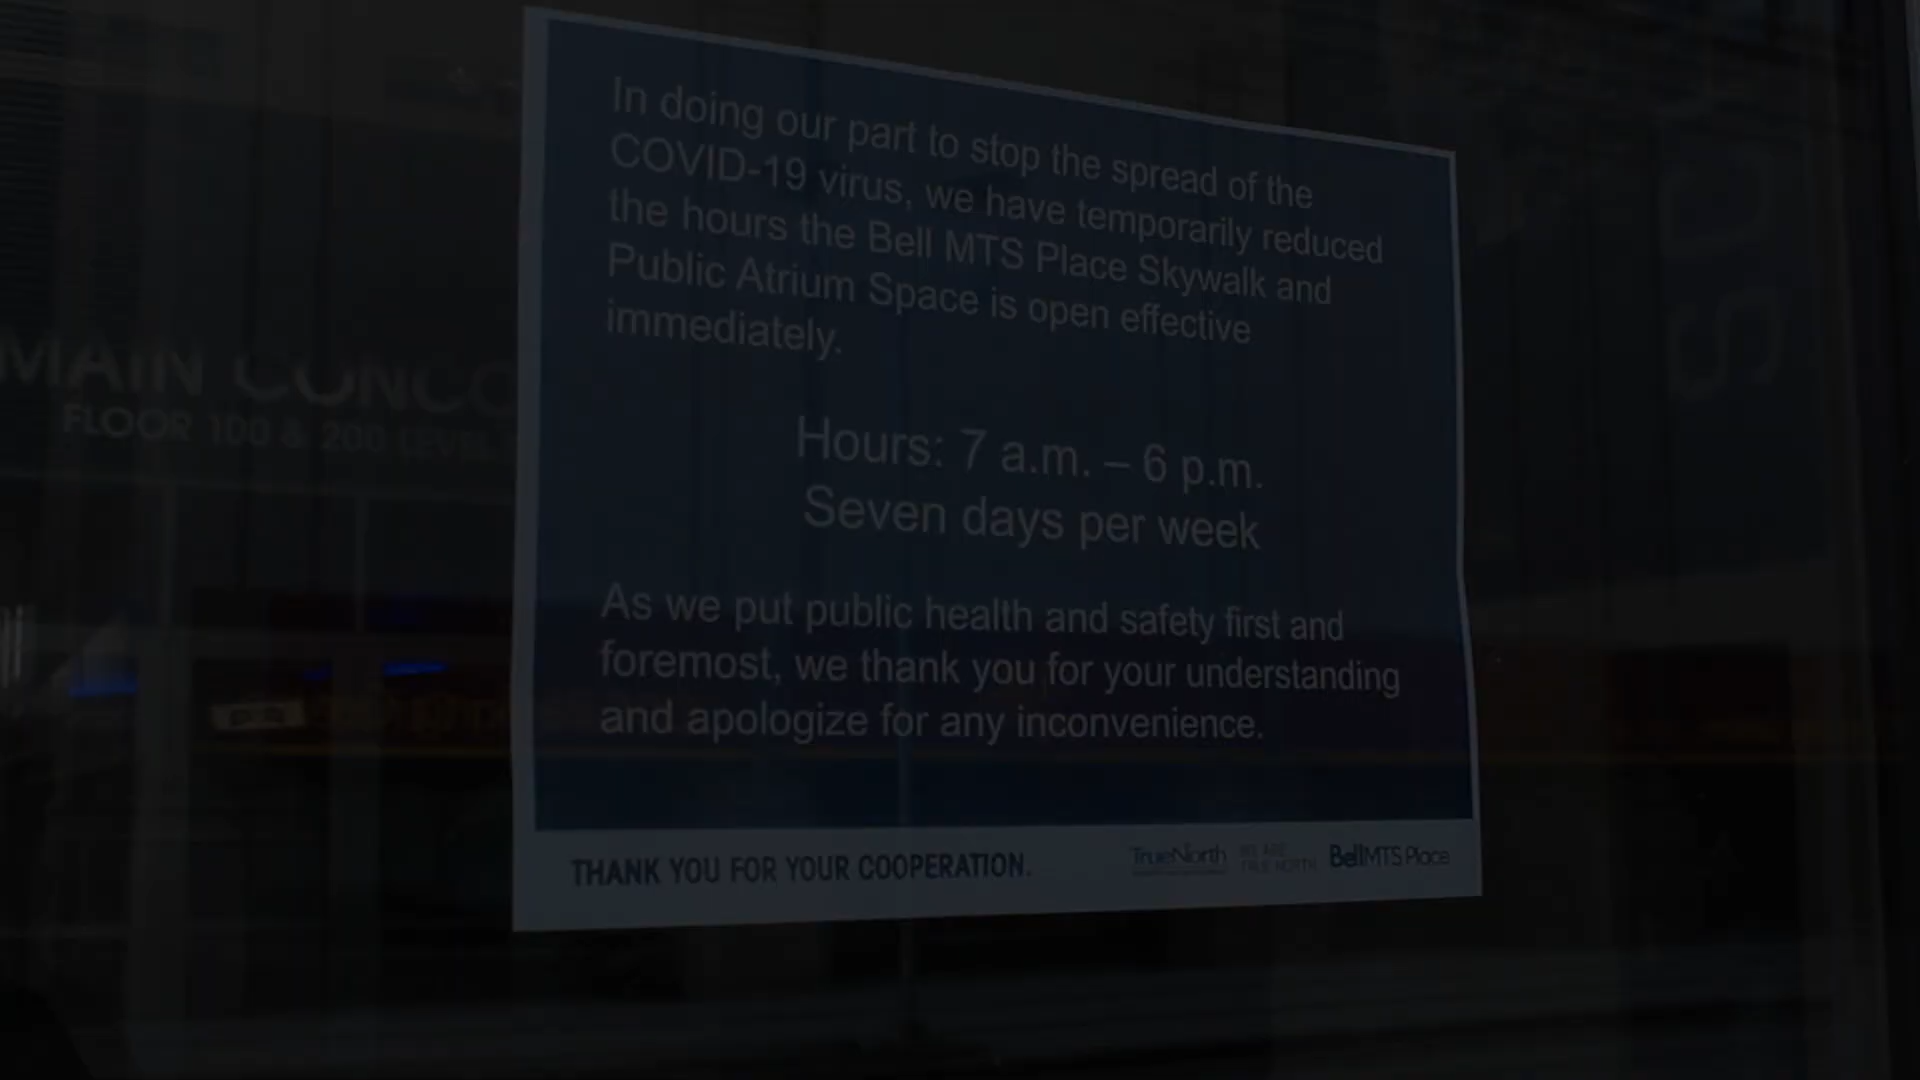 In doing our part to stop the spread of the
COVID-19 virus, we have temporarily reduced
the hours the Bell MTS Place Skywalk and
Public Atrium Space is open effective
immediately.
Hours: 7 a.m. – 6 p.m.
Seven days per week
As we put public health and safety first and
foremost, we thank you for your understanding
and apologize for any inconvenience.
THANK YOU FOR YOUR COOPERATION.
TrueNorth
WE ARE
TRUE NORTH
BellMTS Place
MAIN CONCO
FLOOR 100 & 200 LEVEL